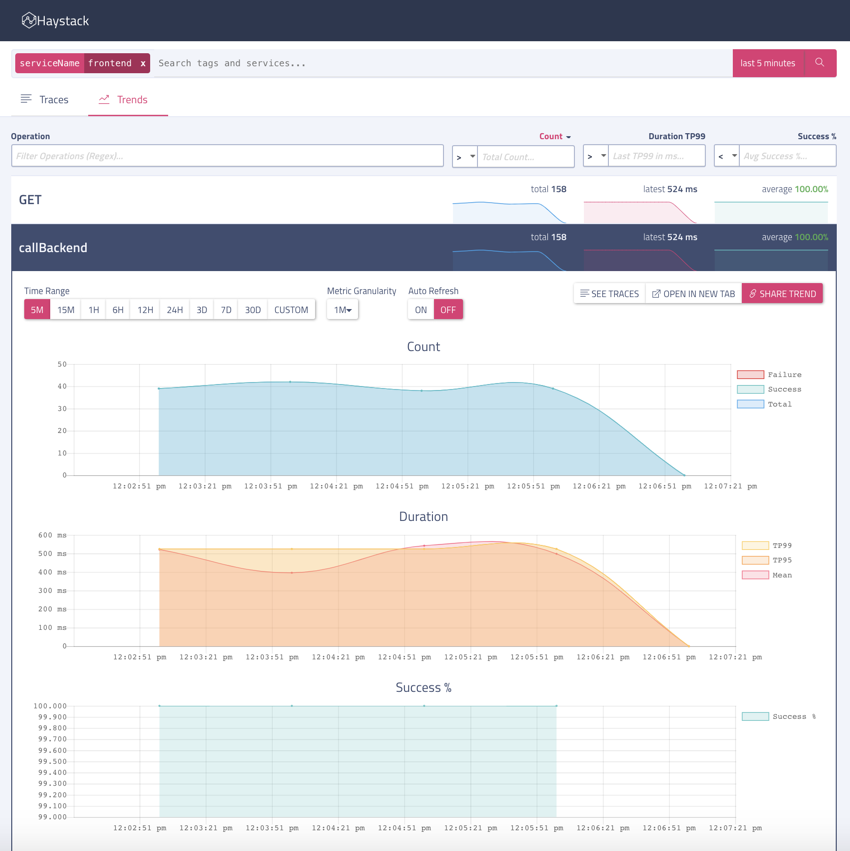 Haystack
serviceName frontend x Search tags and services... last 5 minutes
Traces Trends
Operation Count Duration TP99 Success %
Filter Operations (Regex)... > Total Count... > Last TP99 in ms... < Avg Success %...
GET total 158 latest 524 ms average 100.00%
callBackend total 158 latest 524 ms average 100.00%
Time Range Metric Granularity Auto Refresh
5M 15M 1H 6H 12H 24H 3D 7D 30D CUSTOM 1M ON OFF SEE TRACES OPEN IN NEW TAB SHARE TREND
Count
50
40
30
20
10
0
Failure
Success
Total
12:02:51 pm 12:03:21 pm 12:03:51 pm 12:04:21 pm 12:04:51 pm 12:05:21 pm 12:05:51 pm 12:06:21 pm 12:06:51 pm 12:07:21 pm
Duration
600 ms
500 ms
400 ms
300 ms
200 ms
100 ms
0
TP99
TP95
Mean
12:02:51 pm 12:03:21 pm 12:03:51 pm 12:04:21 pm 12:04:51 pm 12:05:21 pm 12:05:51 pm 12:06:21 pm 12:06:51 pm 12:07:21 pm
Success %
100.000
99.900
99.800
99.700
99.600
99.500
99.400
99.300
99.200
99.100
99.000
Success %
12:02:51 pm 12:03:21 pm 12:03:51 pm 12:04:21 pm 12:04:51 pm 12:05:21 pm 12:05:51 pm 12:06:21 pm 12:06:51 pm 12:07:21 pm